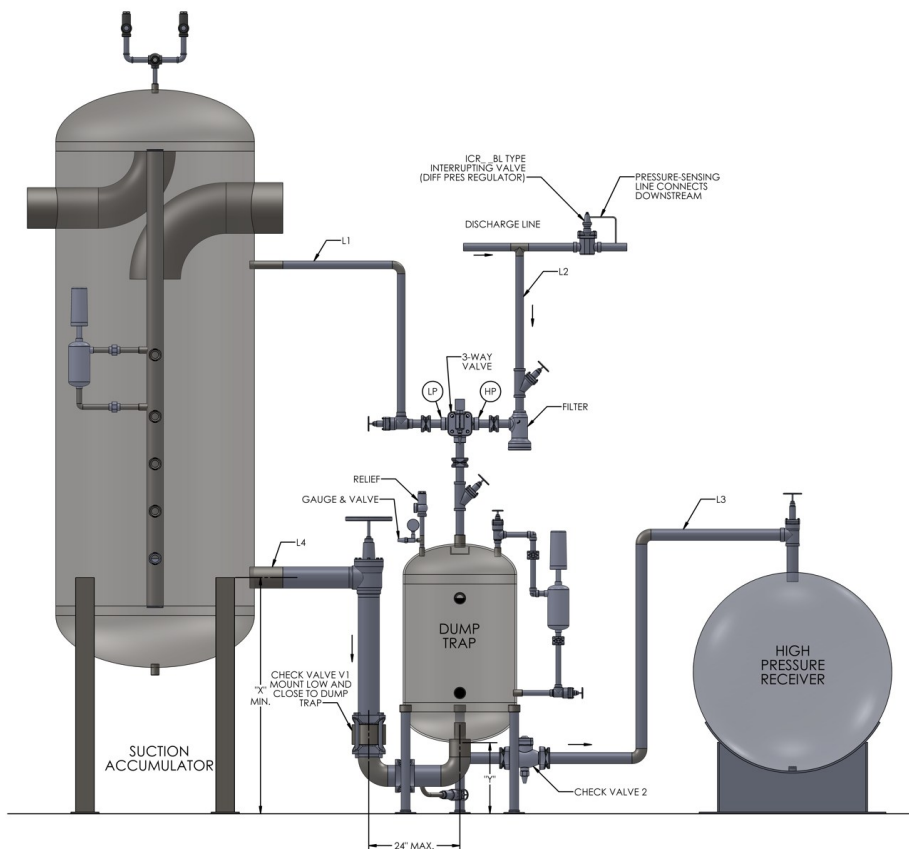 ICR_ _BL TYPE
INTERRUPTING VALVE
(DIFF PRES REGULATOR)
PRESSURE-SENSING
LINE CONNECTS
DOWNSTREAM
DISCHARGE LINE
L1
L2
3-WAY
VALVE
LP
HP
FILTER
RELIEF
GAUGE & VALVE
L3
L4
DUMP
TRAP
HIGH
PRESSURE
RECEIVER
CHECK VALVE V1
MOUNT LOW AND
CLOSE TO DUMP
TRAP
"X"
MIN.
SUCTION
ACCUMULATOR
"Y"
CHECK VALVE 2
24" MAX.